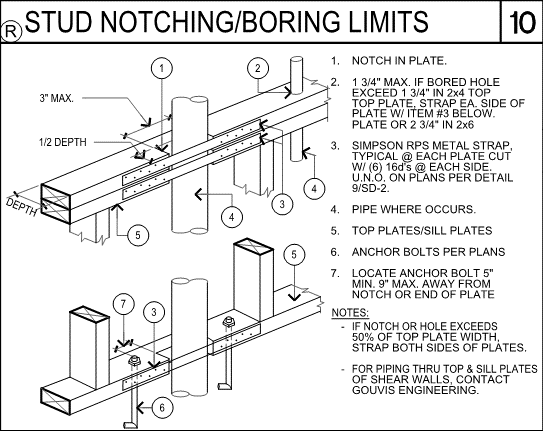 ® STUD NOTCHING/BORING LIMITS 10
1. NOTCH IN PLATE.
2. 1 3/4" MAX. IF BORED HOLE
EXCEED 1 3/4" IN 2x4 TOP
TOP PLATE, STRAP EA. SIDE OF
PLATE W/ ITEM #3 BELOW.
PLATE OR 2 3/4" IN 2x6
3. SIMPSON RPS METAL STRAP,
TYPICAL @ EACH PLATE CUT
W/ (6) 16d's @ EACH SIDE.
U.N.O. ON PLANS PER DETAIL
9/SD-2.
4. PIPE WHERE OCCURS.
5. TOP PLATES/SILL PLATES
6. ANCHOR BOLTS PER PLANS
7. LOCATE ANCHOR BOLT 5"
MIN. 9" MAX. AWAY FROM
NOTCH OR END OF PLATE
NOTES:
- IF NOTCH OR HOLE EXCEEDS
50% OF TOP PLATE WIDTH,
STRAP BOTH SIDES OF PLATES.
- FOR PIPING THRU TOP & SILL PLATES
OF SHEAR WALLS, CONTACT
GOUVIS ENGINEERING.
1
2
3" MAX.
1/2 DEPTH
DEPTH
3
4
4
5
5
7
3
6